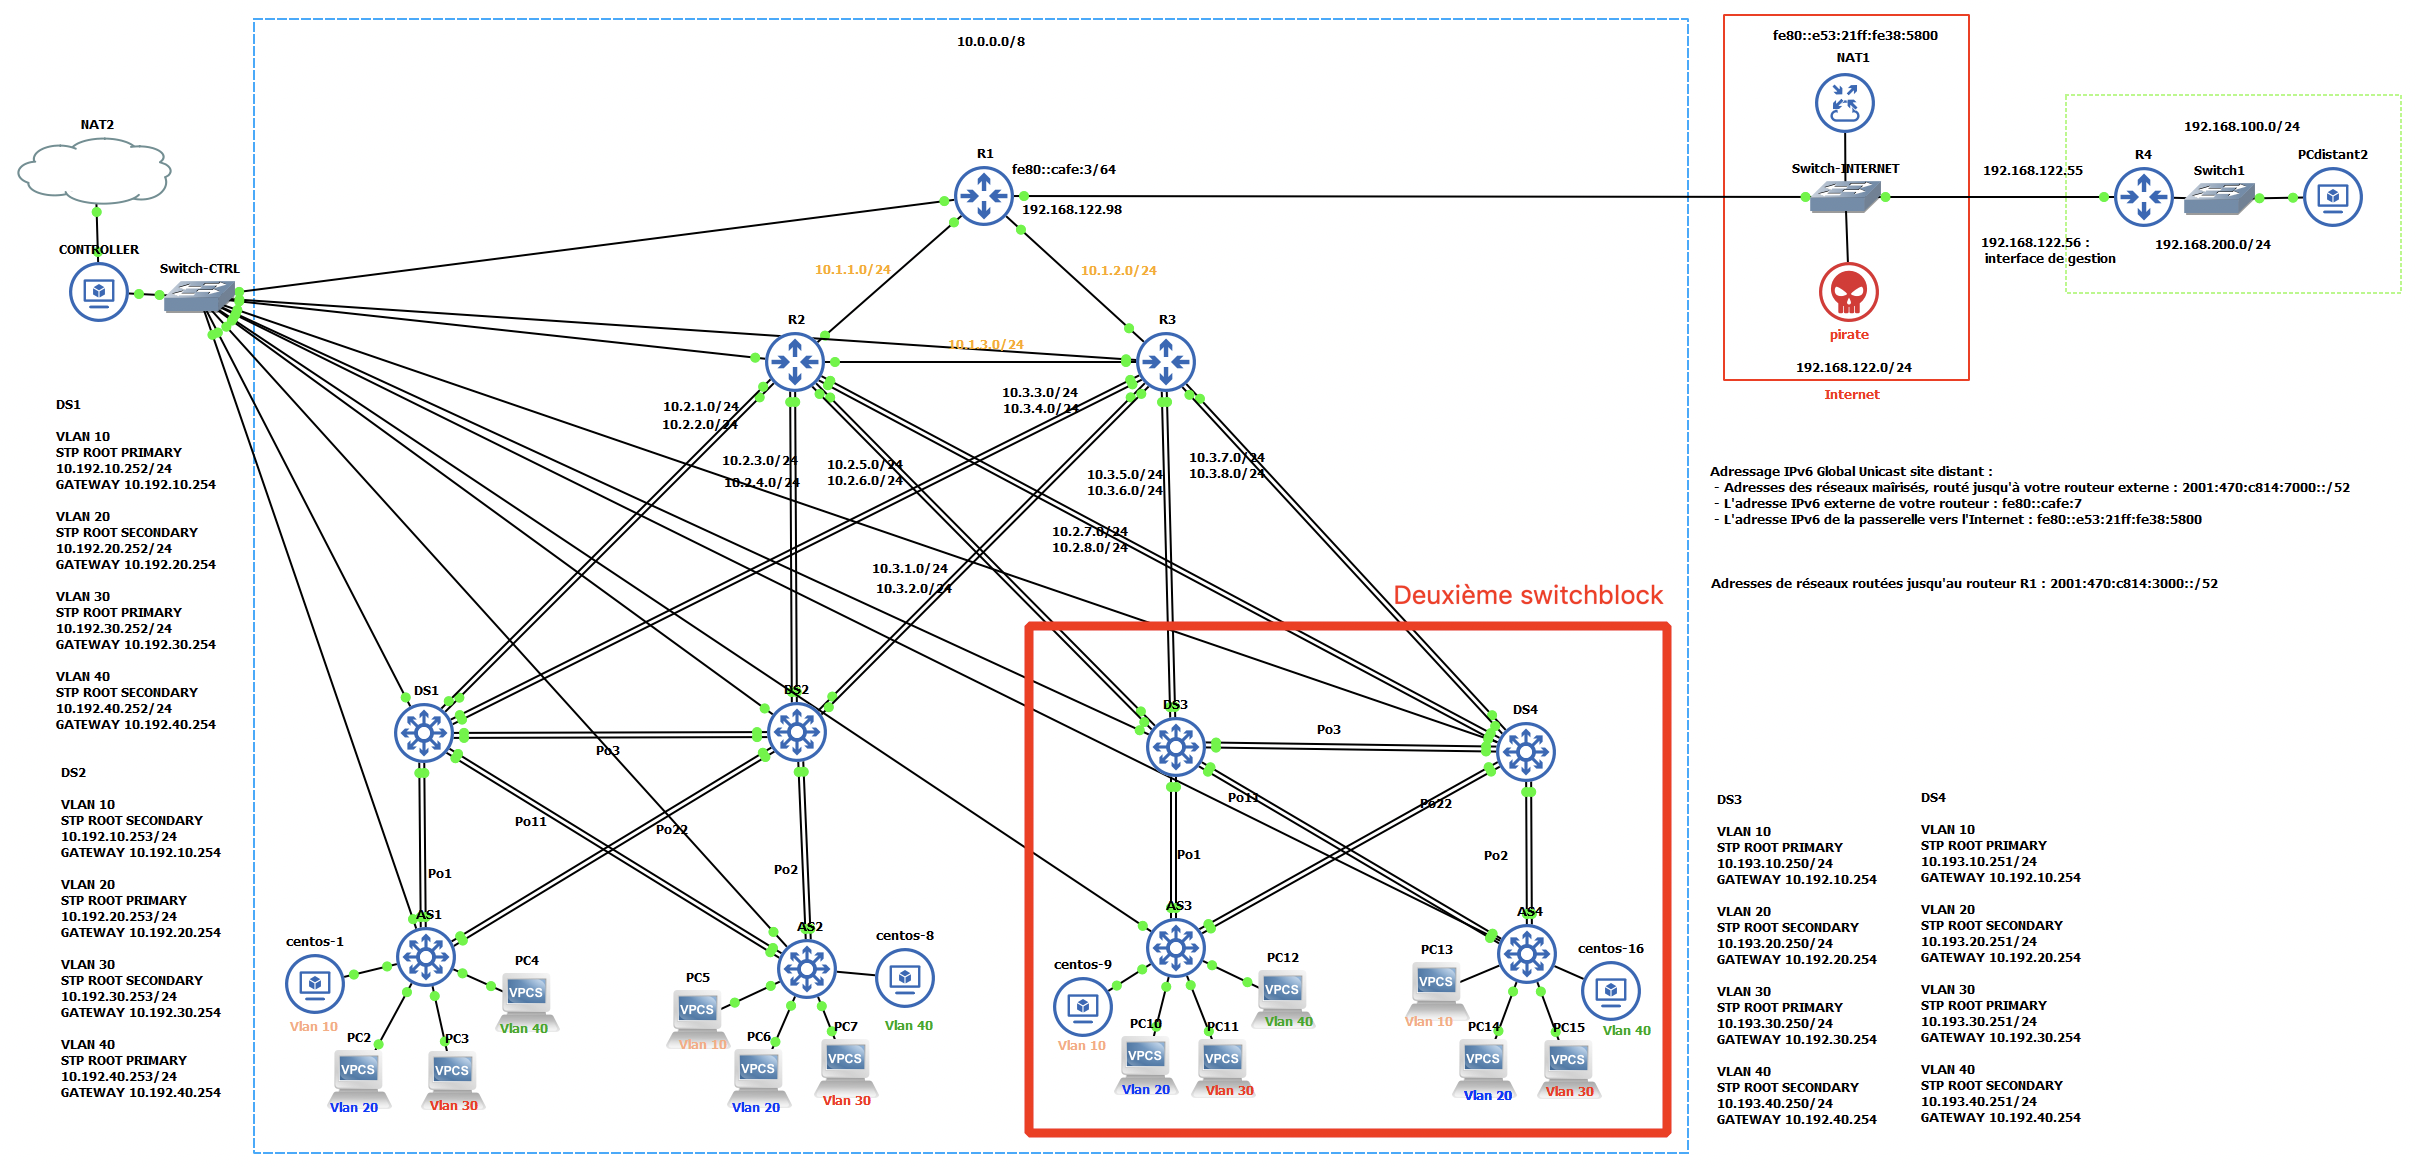 10.0.0.0/8
fe80::e53:21ff:fe38:5800
NAT1
NAT2
192.168.100.0/24
R1
fe80::cafe:3/64
Switch-INTERNET
192.168.122.55
R4
Switch1
PCdistant2
192.168.122.98
CONTROLLER
Switch-CTRL
10.1.1.0/24
10.1.2.0/24
192.168.122.56 :
interface de gestion
192.168.200.0/24
R2
R3
pirate
10.1.3.0/24
192.168.122.0/24
Internet
10.2.1.0/24
10.2.2.0/24
10.3.3.0/24
10.3.4.0/24
10.2.3.0/24
10.2.4.0/24
10.2.5.0/24
10.2.6.0/24
10.3.5.0/24
10.3.6.0/24
10.3.7.0/24
10.3.8.0/24
10.2.7.0/24
10.2.8.0/24
10.3.1.0/24
10.3.2.0/24
Adressage IPv6 Global Unicast site distant :
- Adresses des réseaux maîrisés, routé jusqu'à votre routeur externe : 2001:470:c814:7000::/52
- L'adresse IPv6 externe de votre routeur : fe80::cafe:7
- L'adresse IPv6 de la passerelle vers l'Internet : fe80::e53:21ff:fe38:5800
Adresses de réseaux routées jusqu'au routeur R1 : 2001:470:c814:3000::/52
Deuxième switchblock
DS1
VLAN 10
STP ROOT PRIMARY
10.192.10.252/24
GATEWAY 10.192.10.254
VLAN 20
STP ROOT SECONDARY
10.192.20.252/24
GATEWAY 10.192.20.254
VLAN 30
STP ROOT PRIMARY
10.192.30.252/24
GATEWAY 10.192.30.254
VLAN 40
STP ROOT SECONDARY
10.192.40.252/24
GATEWAY 10.192.40.254
DS2
VLAN 10
STP ROOT SECONDARY
10.192.10.253/24
GATEWAY 10.192.10.254
VLAN 20
STP ROOT PRIMARY
10.192.20.253/24
GATEWAY 10.192.20.254
VLAN 30
STP ROOT SECONDARY
10.192.30.253/24
GATEWAY 10.192.30.254
VLAN 40
STP ROOT PRIMARY
10.192.40.253/24
GATEWAY 10.192.40.254
DS1
DS2
DS3
DS4
Po3
Po3
Po11
Po22
Po1
Po2
Po11
Po22
Po1
Po2
AS1
AS2
AS3
AS4
centos-1
Vlan 10
PC2
VPCS
Vlan 20
PC3
VPCS
Vlan 30
PC4
VPCS
Vlan 40
PC5
VPCS
Vlan 10
PC6
VPCS
Vlan 20
PC7
VPCS
Vlan 30
centos-8
Vlan 40
centos-9
Vlan 10
PC10
VPCS
Vlan 20
PC11
VPCS
Vlan 30
PC12
VPCS
Vlan 40
PC13
VPCS
Vlan 10
PC14
VPCS
Vlan 20
PC15
VPCS
Vlan 30
centos-16
Vlan 40
DS3
VLAN 10
STP ROOT PRIMARY
10.193.10.250/24
GATEWAY 10.192.10.254
VLAN 20
STP ROOT SECONDARY
10.193.20.250/24
GATEWAY 10.192.20.254
VLAN 30
STP ROOT PRIMARY
10.193.30.250/24
GATEWAY 10.192.30.254
VLAN 40
STP ROOT SECONDARY
10.193.40.250/24
GATEWAY 10.192.40.254
DS4
VLAN 10
STP ROOT PRIMARY
10.193.10.251/24
GATEWAY 10.192.10.254
VLAN 20
STP ROOT SECONDARY
10.193.20.251/24
GATEWAY 10.192.20.254
VLAN 30
STP ROOT PRIMARY
10.193.30.251/24
GATEWAY 10.192.30.254
VLAN 40
STP ROOT SECONDARY
10.193.40.251/24
GATEWAY 10.192.40.254